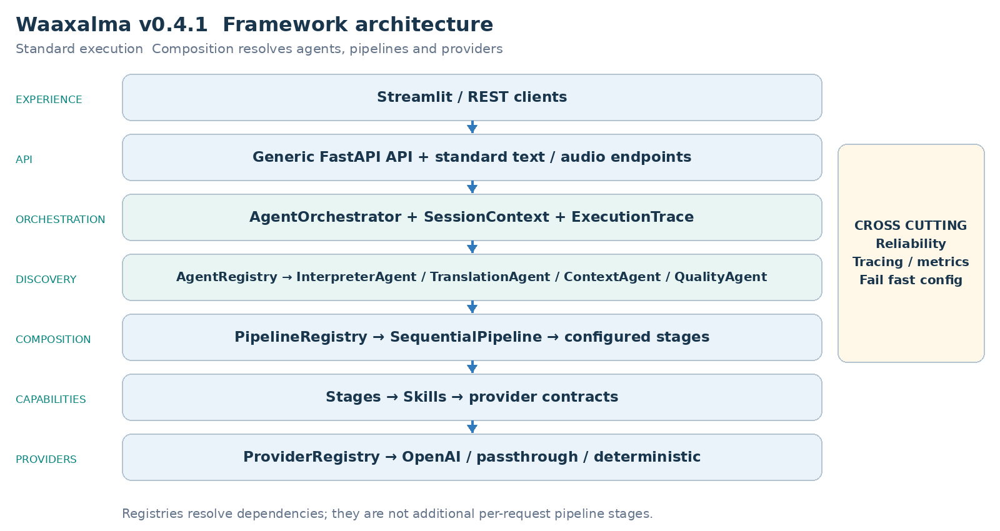 Waaxalma v0.4.1  Framework architecture
Standard execution  Composition resolves agents, pipelines and providers
EXPERIENCE
Streamlit / REST clients
API
Generic FastAPI API + standard text / audio endpoints
ORCHESTRATION
AgentOrchestrator + SessionContext + ExecutionTrace
DISCOVERY
AgentRegistry → InterpreterAgent / TranslationAgent / ContextAgent / QualityAgent
COMPOSITION
PipelineRegistry → SequentialPipeline → configured stages
CAPABILITIES
Stages → Skills → provider contracts
PROVIDERS
ProviderRegistry → OpenAI / passthrough / deterministic
CROSS CUTTING
Reliability
Tracing / metrics
Fail fast config
Registries resolve dependencies; they are not additional per-request pipeline stages.